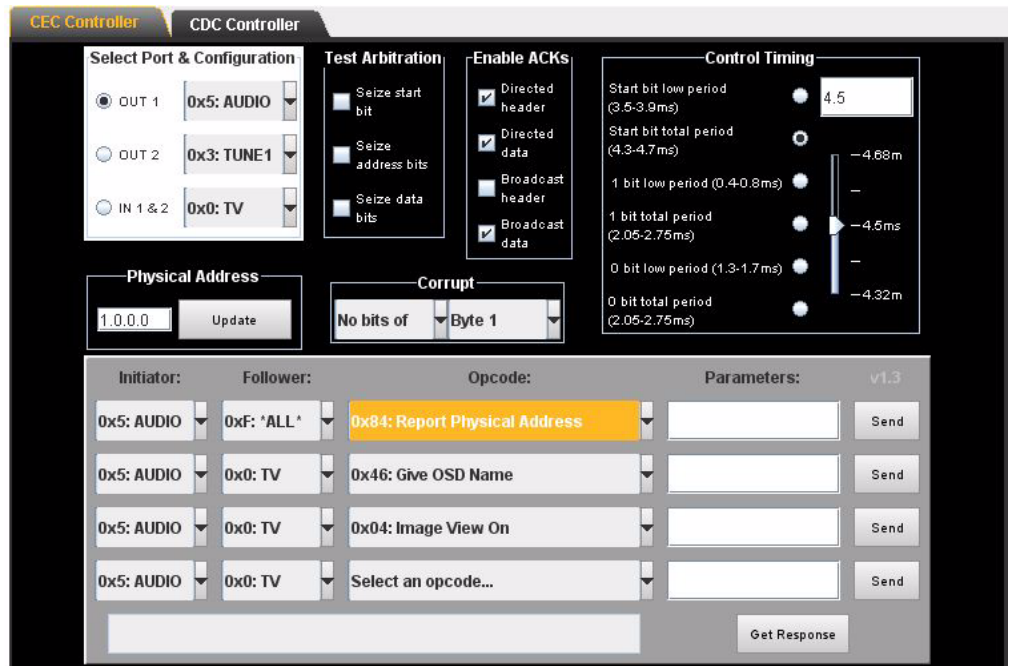 CEC Controller
CDC Controller
Select Port & Configuration
OUT 1
0x5: AUDIO
OUT 2
0x3: TUNE1
IN 1 & 2
0x0: TV
Test Arbitration
Seize start
bit
Seize
address bits
Seize data
bits
Enable ACKs
Directed
header
Directed
data
Broadcast
header
Broadcast
data
Control Timing
Start bit low period
(3.5-3.9ms)
4.5
Start bit total period
(4.3-4.7ms)
1 bit low period (0.4-0.8ms)
1 bit total period
(2.05-2.75ms)
0 bit low period (1.3-1.7ms)
0 bit total period
(2.05-2.75ms)
4.68m
4.5ms
4.32m
Physical Address
1.0.0.0
Update
Corrupt
No bits of
Byte 1
Initiator: Follower: Opcode: Parameters: v1.3
0x5: AUDIO 0xF: *ALL* 0x84: Report Physical Address Send
0x5: AUDIO 0x0: TV 0x46: Give OSD Name Send
0x5: AUDIO 0x0: TV 0x04: Image View On Send
0x5: AUDIO 0x0: TV Select an opcode... Send
Get Response